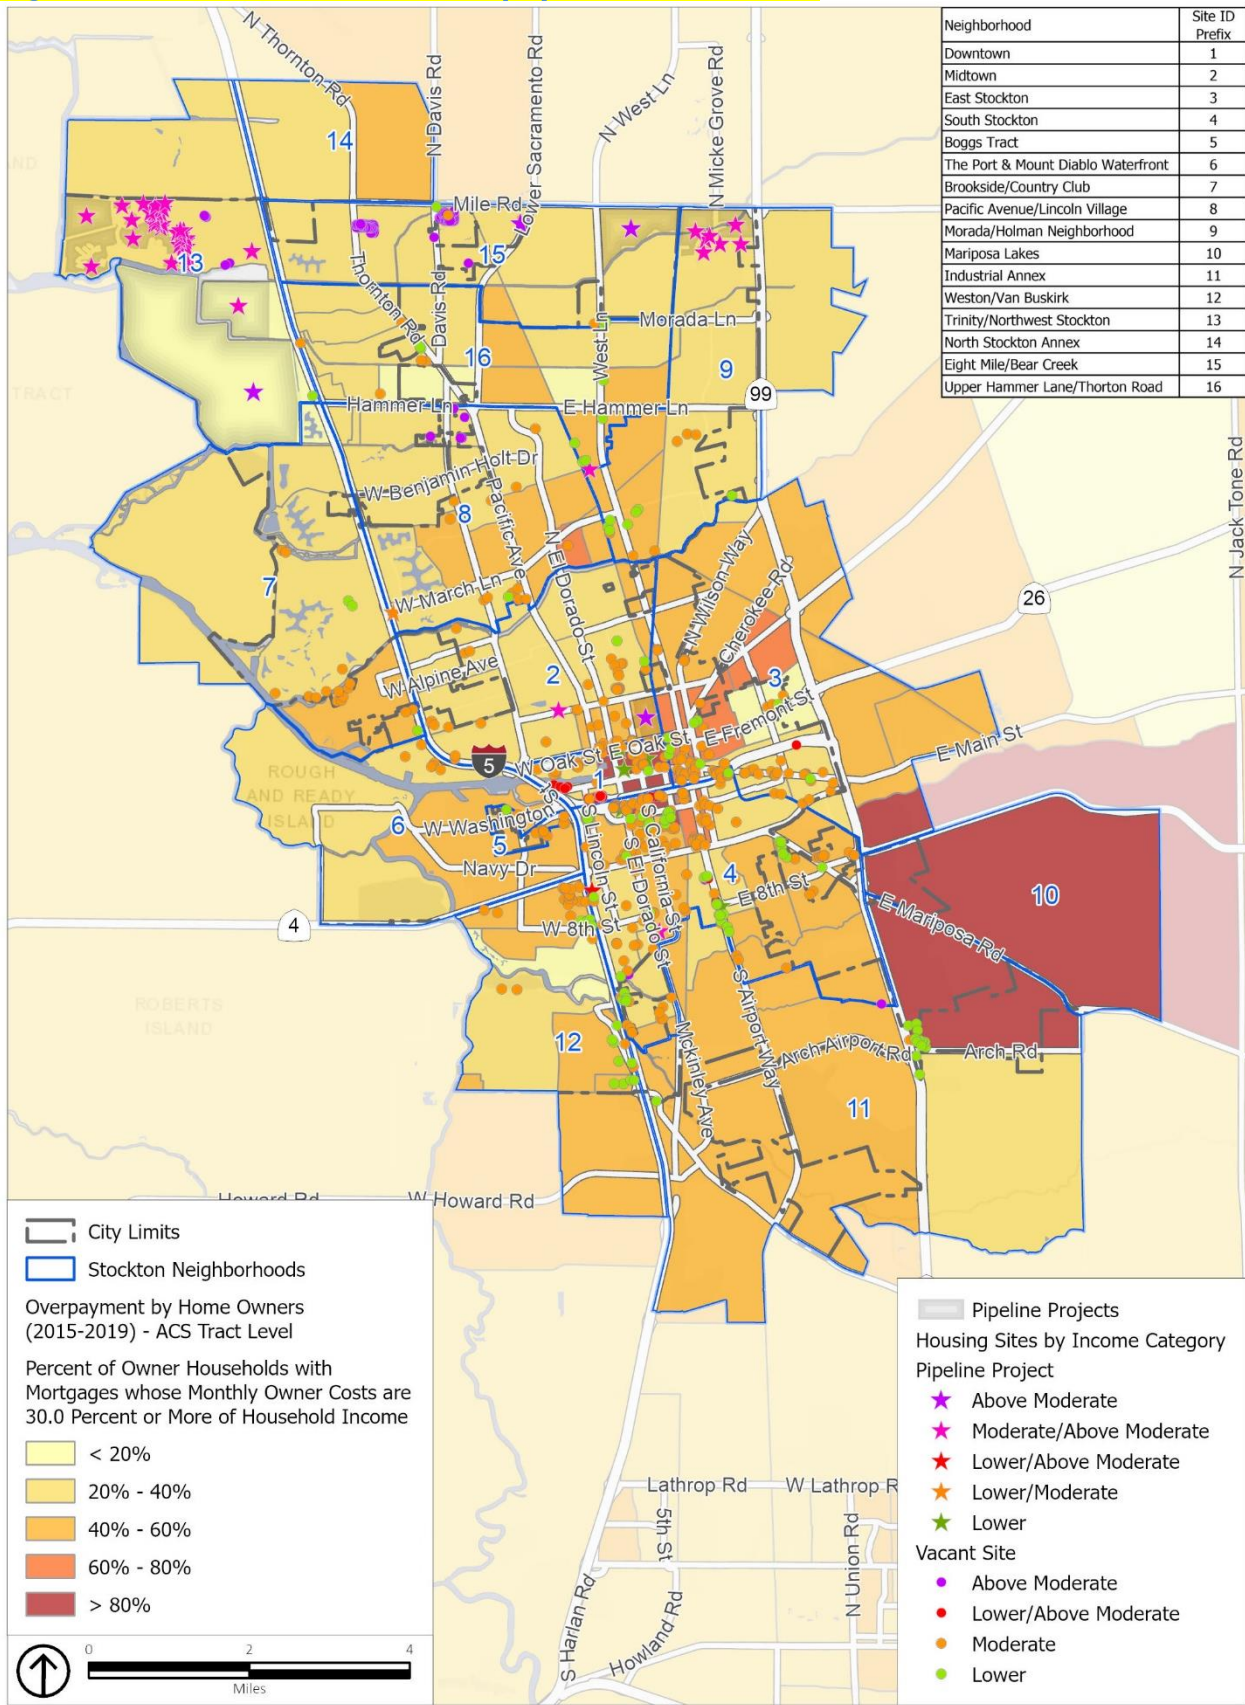 Neighborhood Site ID Prefix
Downtown 1
Midtown 2
East Stockton 3
South Stockton 4
Boggs Tract 5
The Port & Mount Diablo Waterfront 6
Brookside/Country Club 7
Pacific Avenue/Lincoln Village 8
Morada/Holman Neighborhood 9
Mariposa Lakes 10
Industrial Annex 11
Weston/Van Buskirk 12
Trinity/Northwest Stockton 13
North Stockton Annex 14
Eight Mile/Bear Creek 15
Upper Hammer Lane/Thorton Road 16
N Thornton Rd
N Davis Rd
Lower Sacramento Rd
N West Ln
N Micke Grove Rd
14
Mile Rd
13
15
Thornton Rd
Davis Rd
16
West Ln
Morada Ln
9
99
TRACT
Hammer Ln
E Hammer Ln
N Jack Tone Rd
W Benjamin Holt Dr
8
Pacific Ave
N El Dorado St
7
W March Ln
N Wilson Way
Cherokee Rd
26
W Alpine Ave
2
3
E Fremont St
W Oak St
E Oak St
E Main St
5
1
ROUGH
AND READY
ISLAND
6
W Washington St
5
S Lincoln St
S California St
S El Dorado St
Navy Dr
4
E 8th St
10
E Mariposa Rd
4
W 8th St
ROBERTS
ISLAND
12
S Airport Way
Mckinley Ave
Arch Airport Rd
Arch Rd
11
Howard Rd
W Howard Rd
City Limits
Stockton Neighborhoods
Overpayment by Home Owners
(2015-2019) - ACS Tract Level
Percent of Owner Households with
Mortgages whose Monthly Owner Costs are
30.0 Percent or More of Household Income
< 20%
20% - 40%
40% - 60%
60% - 80%
> 80%
0 2 4
Miles
Lathrop Rd
W Lathrop R
5th St
N Union Rd
S Harlan Rd
Howland Rd
Pipeline Projects
Housing Sites by Income Category
Pipeline Project
Above Moderate
Moderate/Above Moderate
Lower/Above Moderate
Lower/Moderate
Lower
Vacant Site
Above Moderate
Lower/Above Moderate
Moderate
Lower